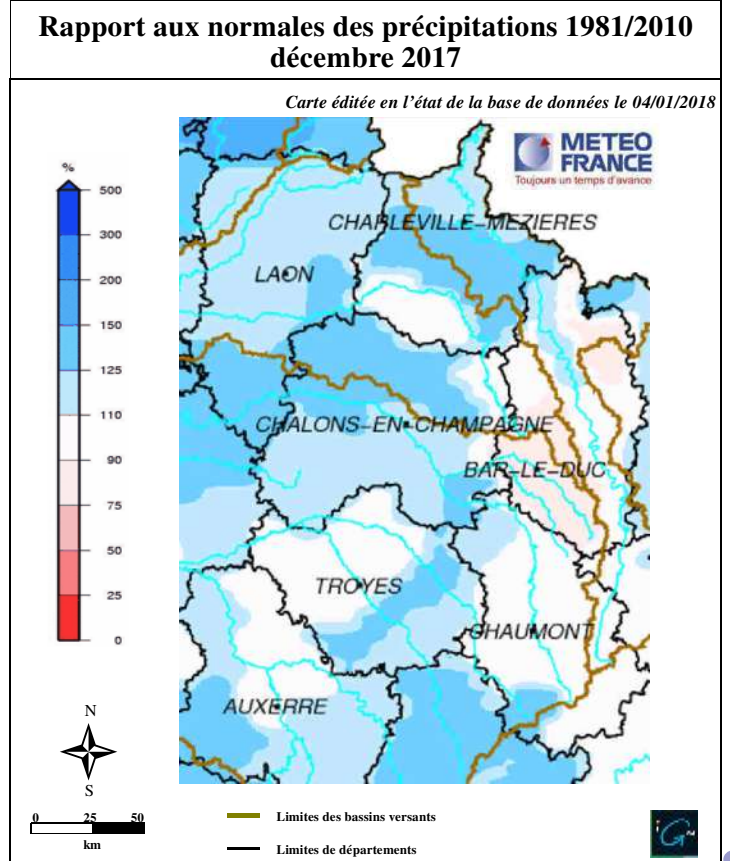 Rapport aux normales des précipitations 1981/2010
décembre 2017
Carte éditée en l'état de la base de données le 04/01/2018
METEO
FRANCE
Toujours un temps d'avance
%
500
300
200
150
125
110
90
75
50
25
0
CHARLEVILLE-MEZIERES
LAON
CHALONS-EN-CHAMPAGNE
BAR-LE-DUC
TROYES
CHAUMONT
AUXERRE
N
S
0 25 50
km
Limites des bassins versants
Limites de départements
iGN